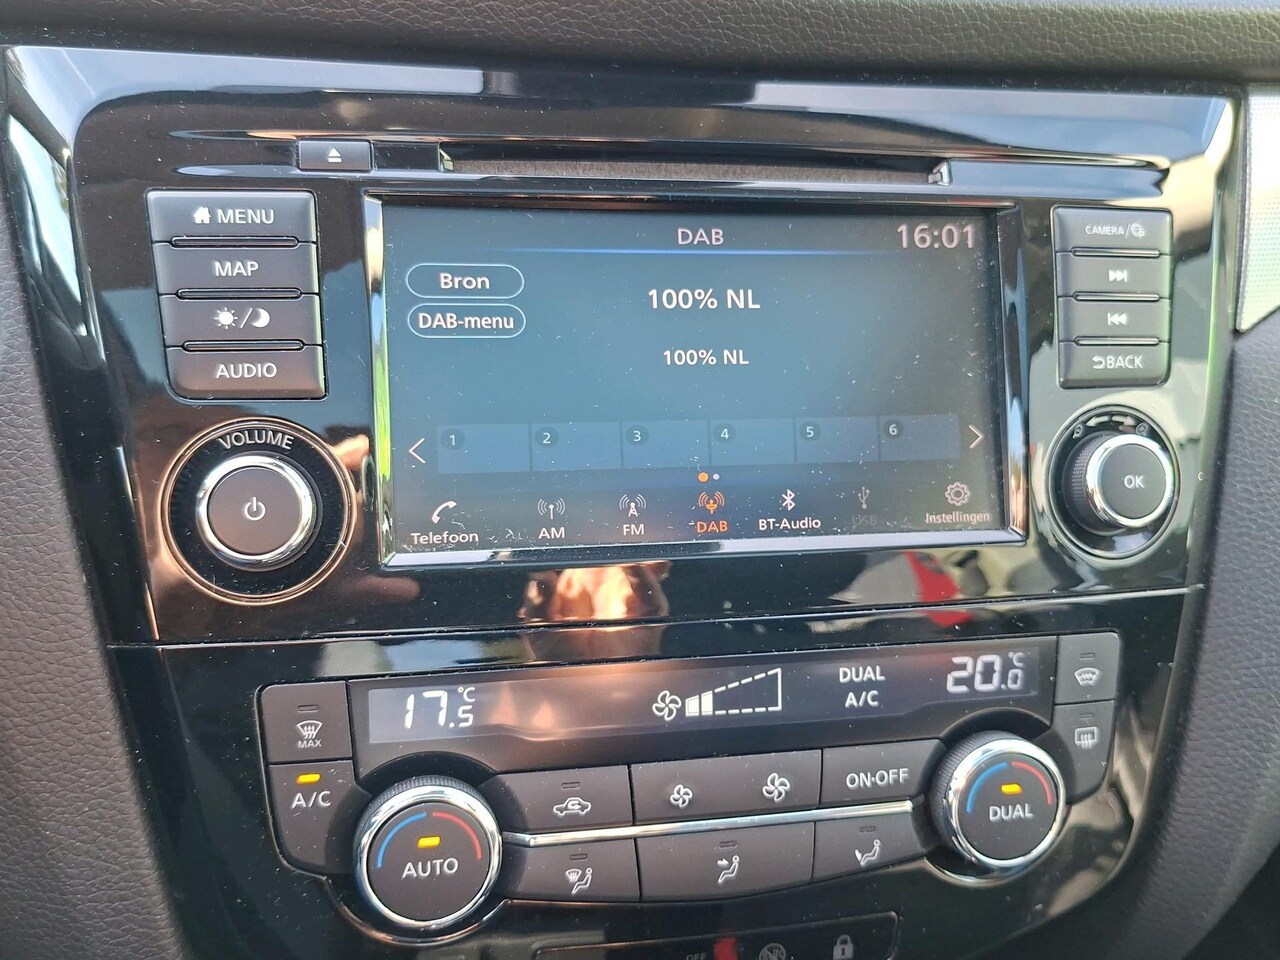 MENU
MAP
AUDIO
VOLUME
DAB
16:01
Bron
DAB-menu
100% NL
100% NL
1 2 3 4 5 6
Telefoon
AM
FM
DAB
BT-Audio
USB
Instellingen
CAMERA/
BACK
OK
17.5°C
DUAL
A/C
20.0°C
MAX
A/C
AUTO
ON·OFF
DUAL
OFF